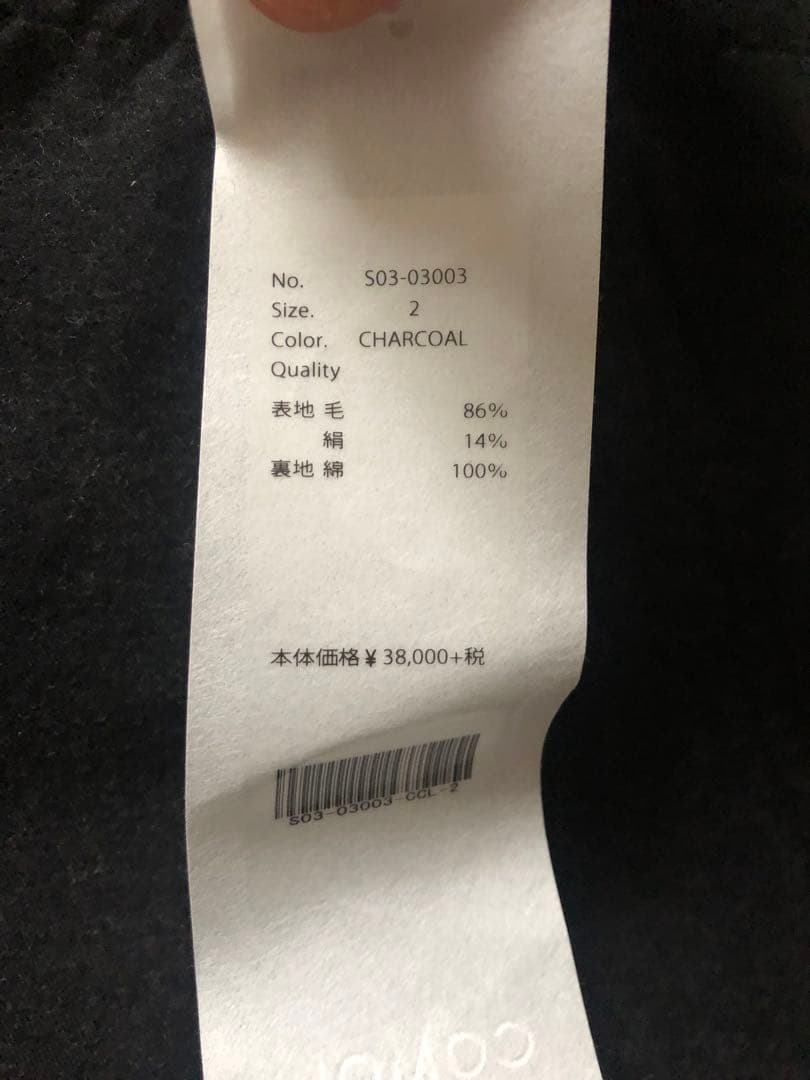 No. S03-03003
Size. 2
Color. CHARCOAL
Quality
表地 毛 86%
絹 14%
裏地 綿 100%
本体価格¥38,000+税
S03-03003-CCL-2